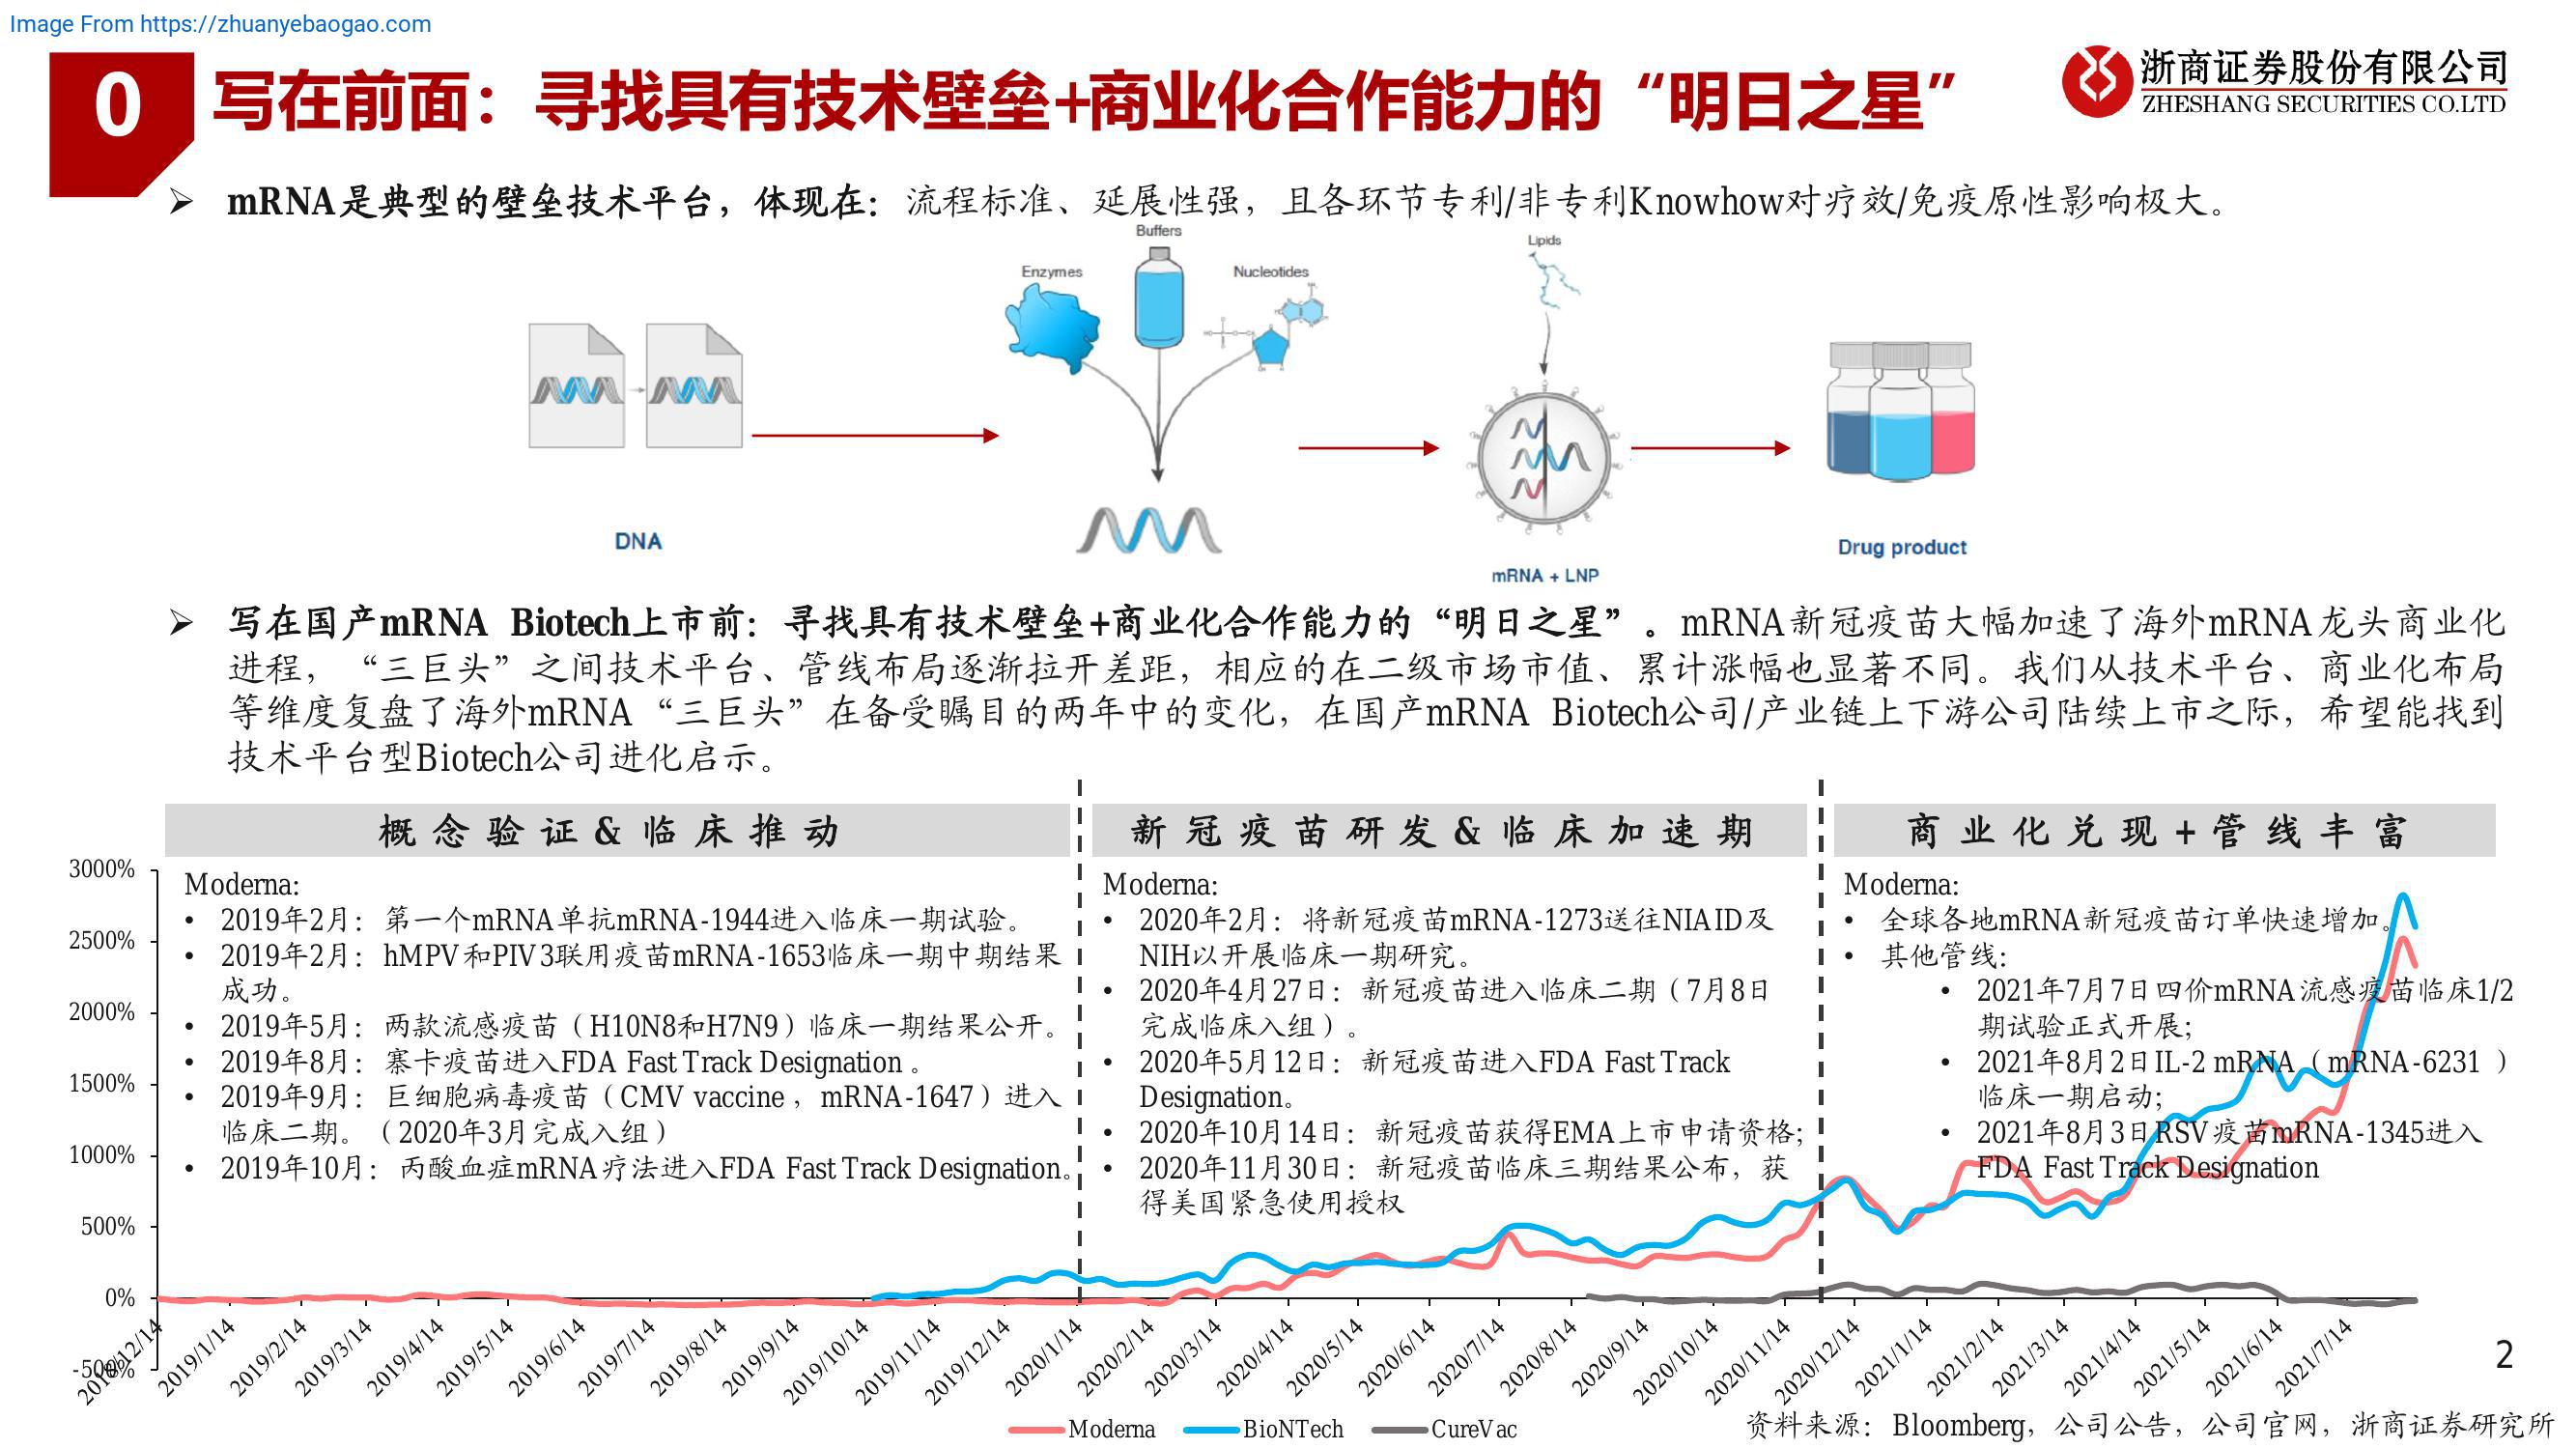 Image From https://zhuanyebaogao.com
0
写在前面：寻找具有技术壁垒+商业化合作能力的“明日之星”
浙商证券股份有限公司
ZHESHANG SECURITIES CO.LTD
➢ mRNA是典型的壁垒技术平台，体现在：流程标准、延展性强，且各环节专利/非专利Knowhow对疗效/免疫原性影响极大。
Buffers
Enzymes
Nucleotides
Lipids
DNA
mRNA + LNP
Drug product
➢ 写在国产mRNA Biotech上市前：寻找具有技术壁垒+商业化合作能力的“明日之星”。mRNA新冠疫苗大幅加速了海外mRNA龙头商业化
进程，“三巨头”之间技术平台、管线布局逐渐拉开差距，相应的在二级市场市值、累计涨幅也显著不同。我们从技术平台、商业化布局
等维度复盘了海外mRNA“三巨头”在备受瞩目的两年中的变化，在国产mRNA Biotech公司/产业链上下游公司陆续上市之际，希望能找到
技术平台型Biotech公司进化启示。
概念验证&临床推动
Moderna:
• 2019年2月：第一个mRNA单抗mRNA-1944进入临床一期试验。
• 2019年2月：hMPV和PIV3联用疫苗mRNA-1653临床一期中期结果
成功。
• 2019年5月：两款流感疫苗（H10N8和H7N9）临床一期结果公开。
• 2019年8月：寨卡疫苗进入FDA Fast Track Designation 。
• 2019年9月：巨细胞病毒疫苗（CMV vaccine ，mRNA-1647）进入
临床二期。（2020年3月完成入组）
• 2019年10月：丙酸血症mRNA疗法进入FDA Fast Track Designation。
新冠疫苗研发&临床加速期
Moderna:
• 2020年2月：将新冠疫苗mRNA-1273送往NIAID及
NIH以开展临床一期研究。
• 2020年4月27日：新冠疫苗进入临床二期（7月8日
完成临床入组）。
• 2020年5月12日：新冠疫苗进入FDA Fast Track
Designation。
• 2020年10月14日：新冠疫苗获得EMA上市申请资格;
• 2020年11月30日：新冠疫苗临床三期结果公布，获
得美国紧急使用授权
商业化兑现+管线丰富
Moderna:
• 全球各地mRNA新冠疫苗订单快速增加。
• 其他管线:
• 2021年7月7日四价mRNA流感疫苗临床1/2
期试验正式开展;
• 2021年8月2日IL-2 mRNA（mRNA-6231 ）
临床一期启动;
• 2021年8月3日RSV疫苗mRNA-1345进入
FDA Fast Track Designation
3000%
2500%
2000%
1500%
1000%
500%
0%
-500%
2018/12/14
2019/1/14
2019/2/14
2019/3/14
2019/4/14
2019/5/14
2019/6/14
2019/7/14
2019/8/14
2019/9/14
2019/10/14
2019/11/14
2019/12/14
2020/1/14
2020/2/14
2020/3/14
2020/4/14
2020/5/14
2020/6/14
2020/7/14
2020/8/14
2020/9/14
2020/10/14
2020/11/14
2020/12/14
2021/1/14
2021/2/14
2021/3/14
2021/4/14
2021/5/14
2021/6/14
2021/7/14
Moderna
BioNTech
CureVac
2
资料来源：Bloomberg，公司公告，公司官网，浙商证券研究所